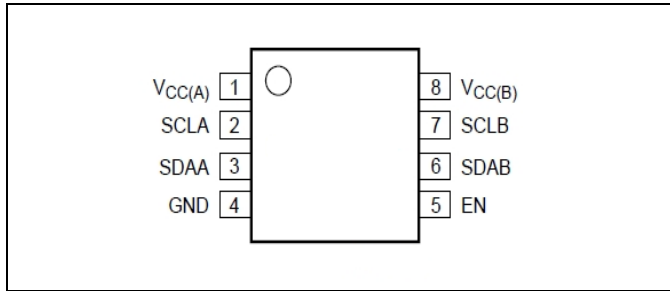 VCC(A) 1 8 VCC(B)
SCLA 2 7 SCLB
SDAA 3 6 SDAB
GND 4 5 EN